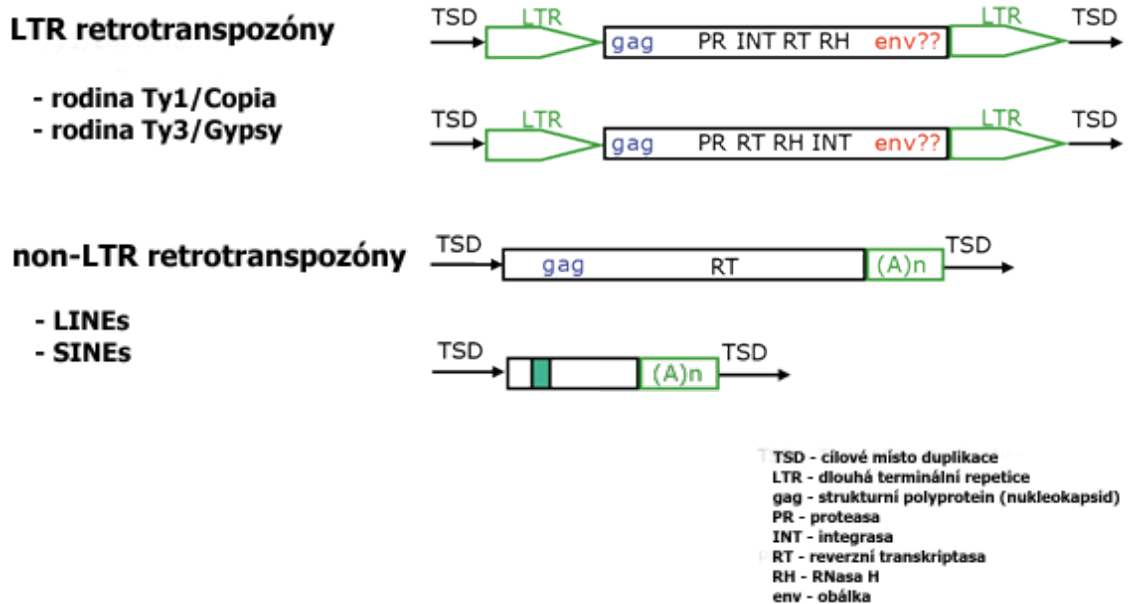 LTR retrotranspozóny
- rodina Ty1/Copia
- rodina Ty3/Gypsy
TSD LTR LTR TSD
gag PR INT RT RH env??
TSD LTR LTR TSD
gag PR RT RH INT env??
non-LTR retrotranspozóny
- LINEs
- SINEs
TSD TSD
gag RT (A)n
TSD TSD
(A)n
TSD - cílové místo duplikace
LTR - dlouhá terminální repetice
gag - strukturní polyprotein (nukleokapsid)
PR - proteasa
INT - integrasa
RT - reverzní transkriptasa
RH - RNasa H
env - obálka